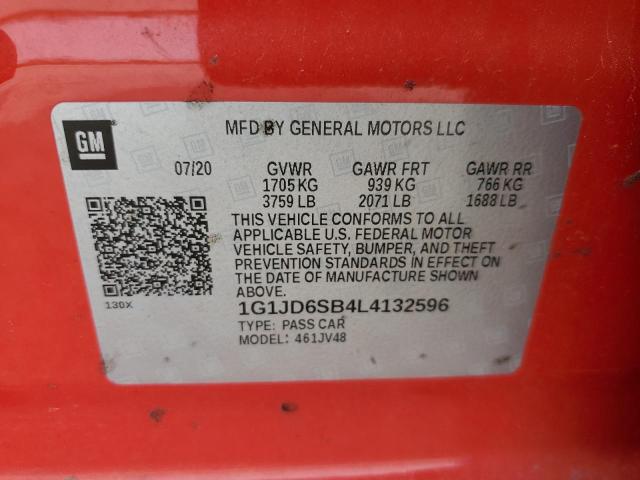 GM
MFD BY GENERAL MOTORS LLC
07/20 GVWR GAWR FRT GAWR RR
1705 KG 939 KG 766 KG
3759 LB 2071 LB 1688 LB
THIS VEHICLE CONFORMS TO ALL
APPLICABLE U.S. FEDERAL MOTOR
VEHICLE SAFETY, BUMPER, AND THEFT
PREVENTION STANDARDS IN EFFECT ON
THE DATE OF MANUFACTURE SHOWN
ABOVE.
130X
1G1JD6SB4L4132596
TYPE: PASS CAR
MODEL: 461JV48